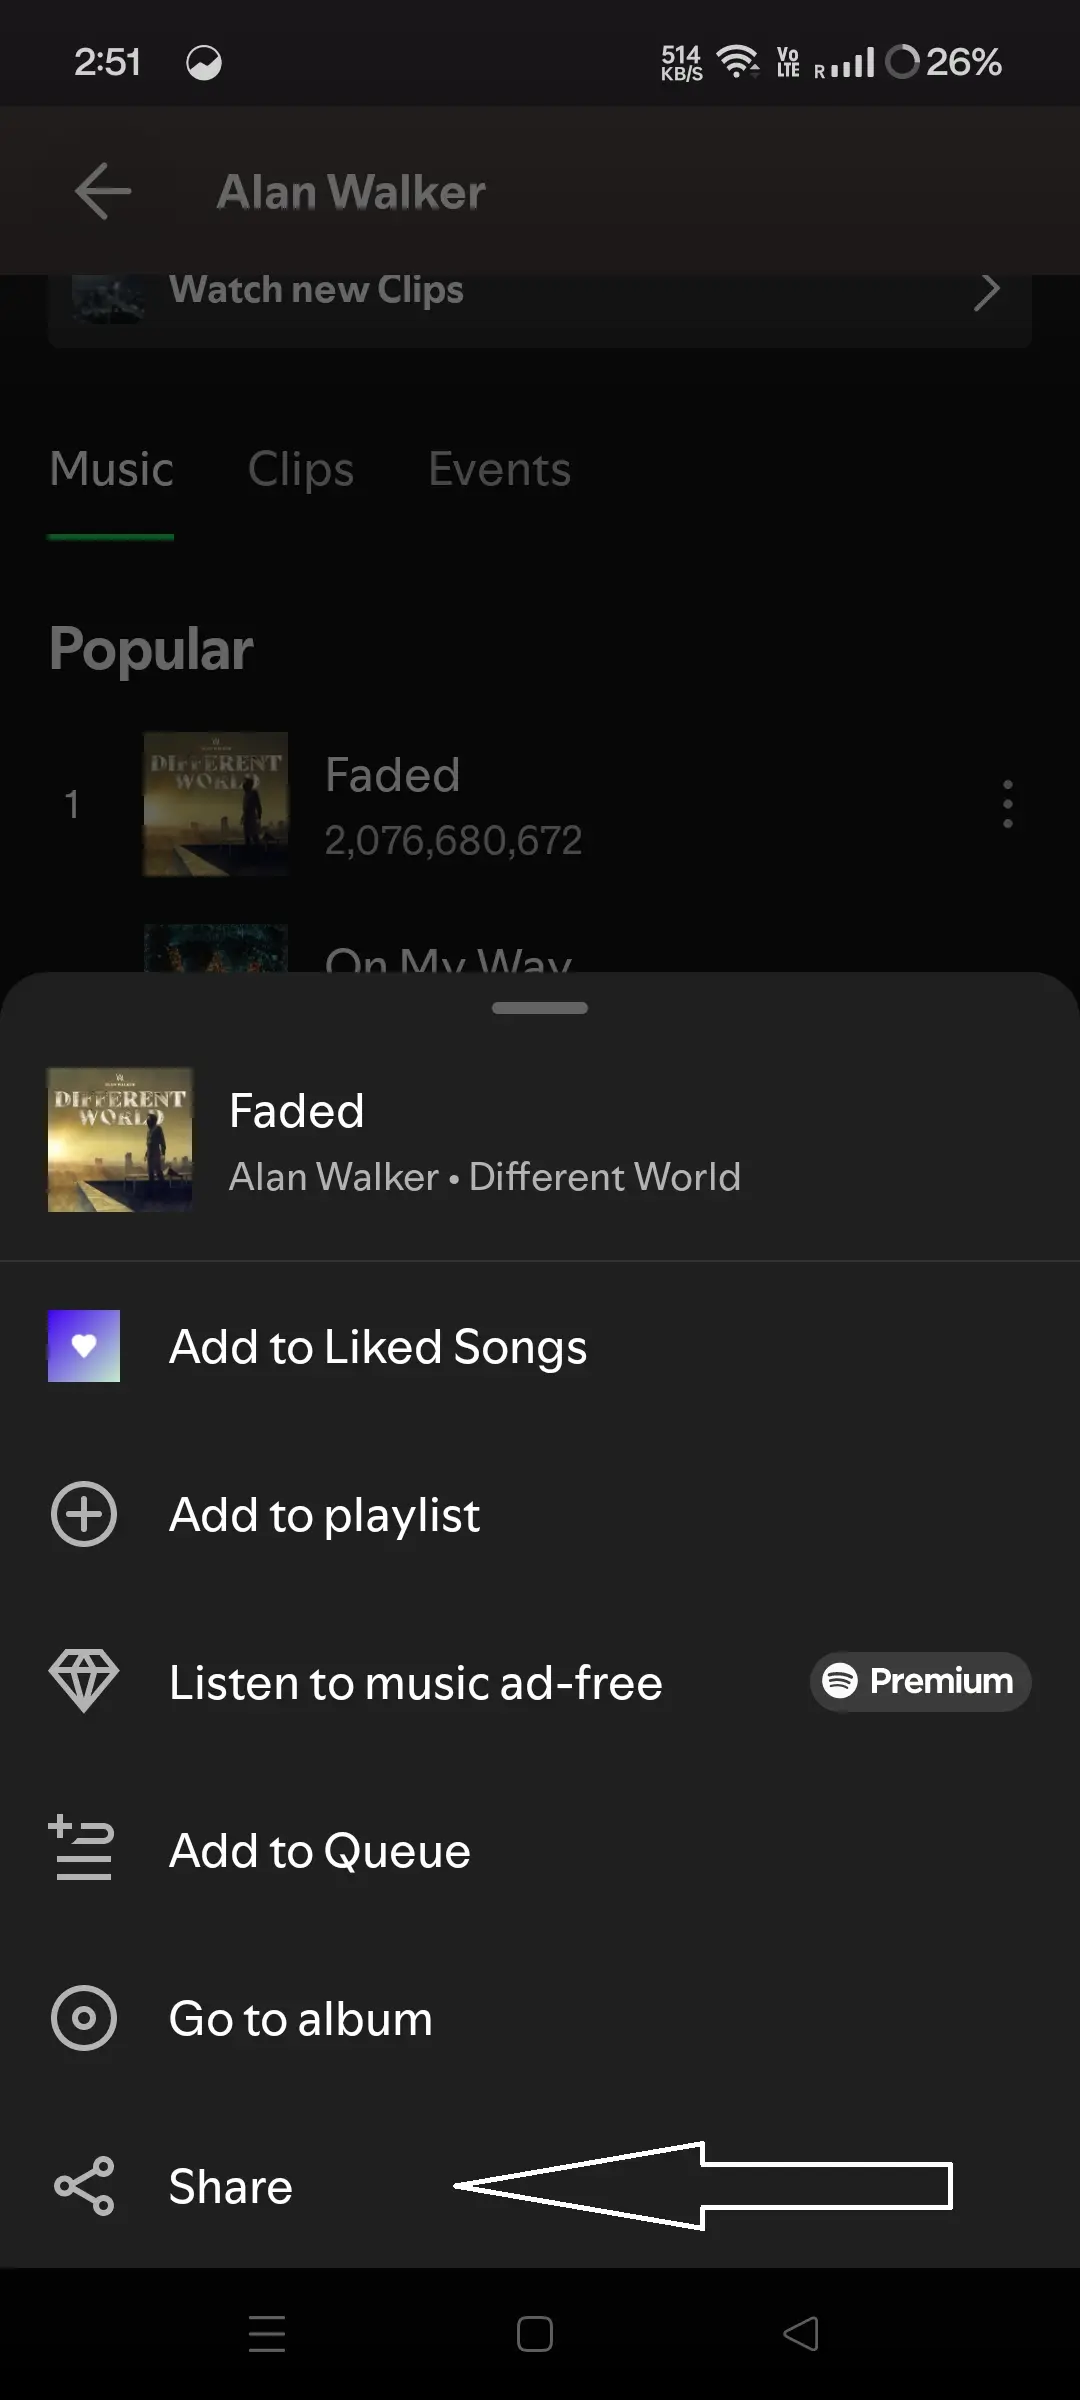 2:51
514 KB/S Vo LTE R 26%
Alan Walker
Watch new Clips
Music Clips Events
Popular
DIFFERENT
WORLD
1
Faded
2,076,680,672
On My Way
ALAN WALKER
DIFFERENT
WORLD
Faded
Alan Walker • Different World
Add to Liked Songs
Add to playlist
Listen to music ad-free
Premium
Add to Queue
Go to album
Share